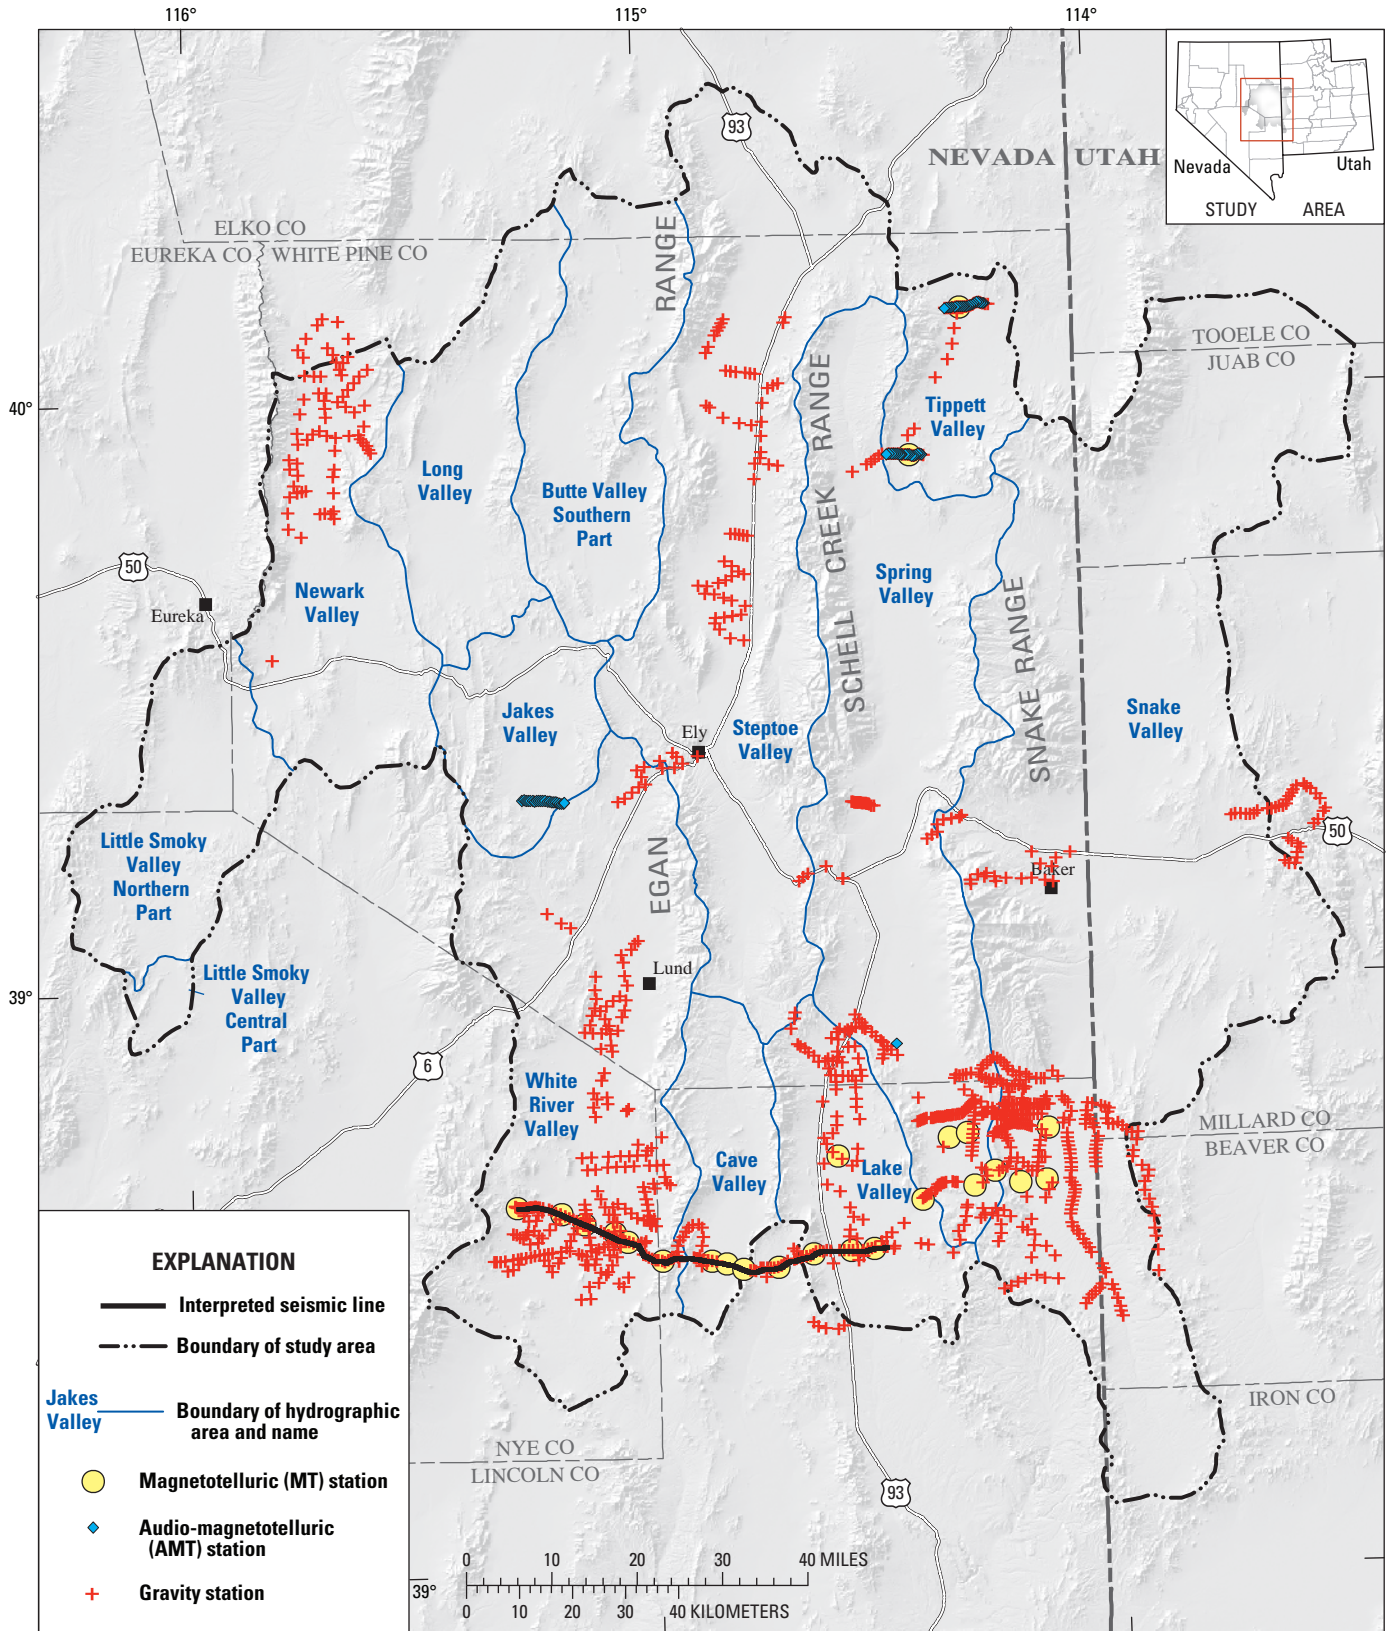 116°
115°
114°
93
NEVADA
UTAH
Nevada
Utah
STUDY AREA
ELKO CO
EUREKA CO
WHITE PINE CO
RANGE
TOOELE CO
JUAB CO
40°
Tippett
Valley
Long
Valley
Butte Valley
Southern
Part
SCHELL CREEK RANGE
50
Eureka
Newark
Valley
Spring
Valley
SNAKE RANGE
Jakes
Valley
Ely
Steptoe
Valley
Snake
Valley
50
Little Smoky
Valley
Northern
Part
EGAN
Baker
Little Smoky
Valley
Central
Part
Lund
39°
6
White
River
Valley
MILLARD CO
BEAVER CO
Cave
Valley
Lake
Valley
EXPLANATION
Interpreted seismic line
Boundary of study area
Jakes
Valley
Boundary of hydrographic
area and name
Magnetotelluric (MT) station
Audio-magnetotelluric
(AMT) station
Gravity station
IRON CO
NYE CO
LINCOLN CO
93
0 10 20 30 40 MILES
0 10 20 30 40 KILOMETERS
39°